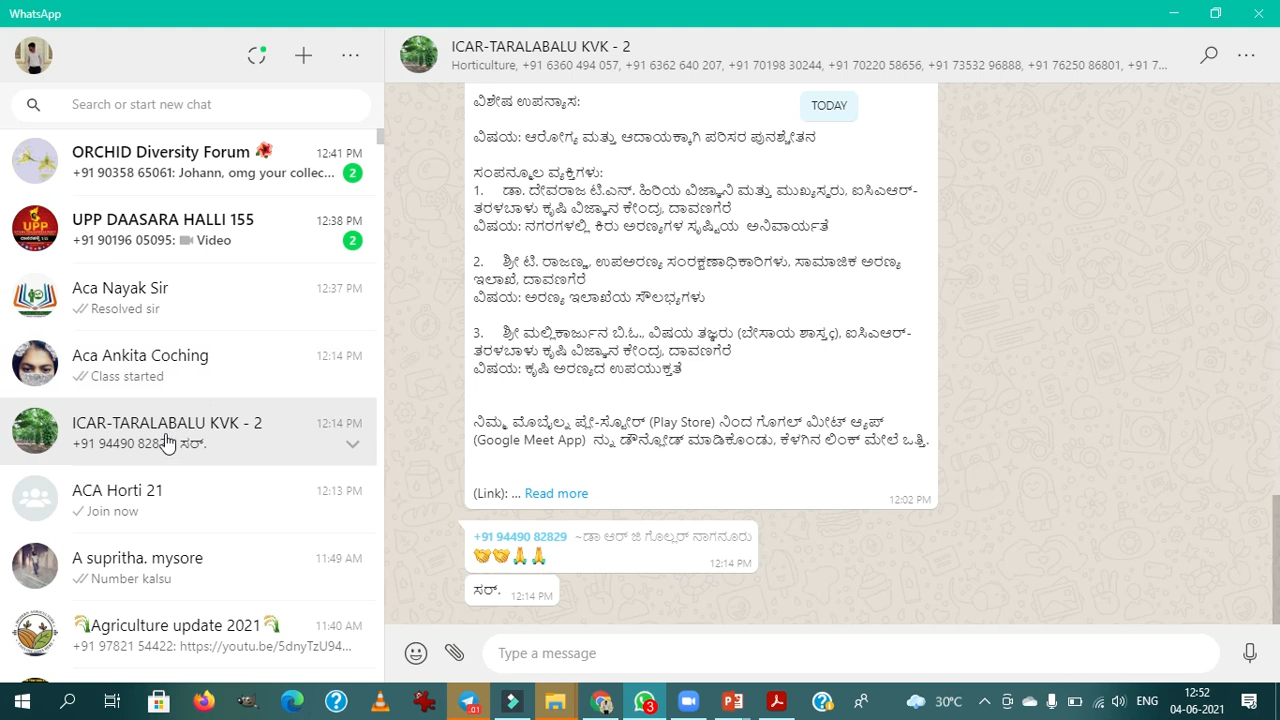 WhatsApp
Search or start new chat
ORCHID Diversity Forum 🌺 12:41 PM
+91 90358 65061: Johann, omg your collec... 2
UPP DAASARA HALLI 155 12:38 PM
+91 90196 05095: Video 2
Aca Nayak Sir 12:37 PM
Resolved sir
Aca Ankita Coching 12:14 PM
Class started
ICAR-TARALABALU KVK - 2 12:14 PM
+91 94490 8282 ಸರ್.
ACA Horti 21 12:13 PM
Join now
A supritha. mysore 11:49 AM
Number kalsu
🌾Agriculture update 2021🌾 11:40 AM
+91 97821 54422: https://youtu.be/5dnyTzU94...
ICAR-TARALABALU KVK - 2
Horticulture, +91 6360 494 057, +91 6362 640 207, +91 70198 30244, +91 70220 58656, +91 73532 96888, +91 76250 86801, +91 7...
TODAY
ವಿಶೇಷ ಉಪನ್ಯಾಸ:
ವಿಷಯ: ಆರೋಗ್ಯ ಮತ್ತು ಆದಾಯಕ್ಕಾಗಿ ಪರಿಸರ ಪುನಶ್ಚೇತನ
ಸಂಪನ್ಮೂಲ ವ್ಯಕ್ತಿಗಳು:
1. ಡಾ. ದೇವರಾಜ ಟಿ.ಎನ್. ಹಿರಿಯ ವಿಜ್ಞಾನಿ ಮತ್ತು ಮುಖ್ಯಸ್ಥರು, ಐಸಿಎಆರ್-
ತರಳಬಾಳು ಕೃಷಿ ವಿಜ್ಞಾನ ಕೇಂದ್ರ, ದಾವಣಗೆರೆ
ವಿಷಯ: ನಗರಗಳಲ್ಲಿ ಕಿರು ಅರಣ್ಯಗಳ ಸೃಷ್ಟಿಯ ಅನಿವಾರ್ಯತೆ
2. ಶ್ರೀ ಟಿ. ರಾಜಣ್ಣ, ಉಪಅರಣ್ಯ ಸಂರಕ್ಷಣಾಧಿಕಾರಿಗಳು, ಸಾಮಾಜಿಕ ಅರಣ್ಯ
ಇಲಾಖೆ, ದಾವಣಗೆರೆ
ವಿಷಯ: ಅರಣ್ಯ ಇಲಾಖೆಯ ಸೌಲಭ್ಯಗಳು
3. ಶ್ರೀ ಮಲ್ಲಿಕಾರ್ಜುನ ಬಿ.ಓ., ವಿಷಯ ತಜ್ಞರು (ಬೇಸಾಯ ಶಾಸ್ತ್ರ), ಐಸಿಎಆರ್-
ತರಳಬಾಳು ಕೃಷಿ ವಿಜ್ಞಾನ ಕೇಂದ್ರ, ದಾವಣಗೆರೆ
ವಿಷಯ: ಕೃಷಿ ಅರಣ್ಯದ ಉಪಯುಕ್ತತೆ
ನಿಮ್ಮ ಮೊಬೈಲ್ನ ಪ್ಲೇ-ಸ್ಟೋರ್ (Play Store) ನಿಂದ ಗೂಗಲ್ ಮೀಟ್ ಆ್ಯಪ್
(Google Meet App) ನ್ನು ಡೌನ್ಲೋಡ್ ಮಾಡಿಕೊಂಡು, ಕೆಳಗಿನ ಲಿಂಕ್ ಮೇಲೆ ಒತ್ತಿ.
(Link): ... Read more 12:02 PM
+91 94490 82829 ~ಡಾ ಆರ್ ಜಿ ಗೊಲ್ಲರ್ ನಾಗನೂರು
🤝🤝🙏🙏 12:14 PM
ಸರ್. 12:14 PM
Type a message
01 3 30°C ENG 12:52
04-06-2021